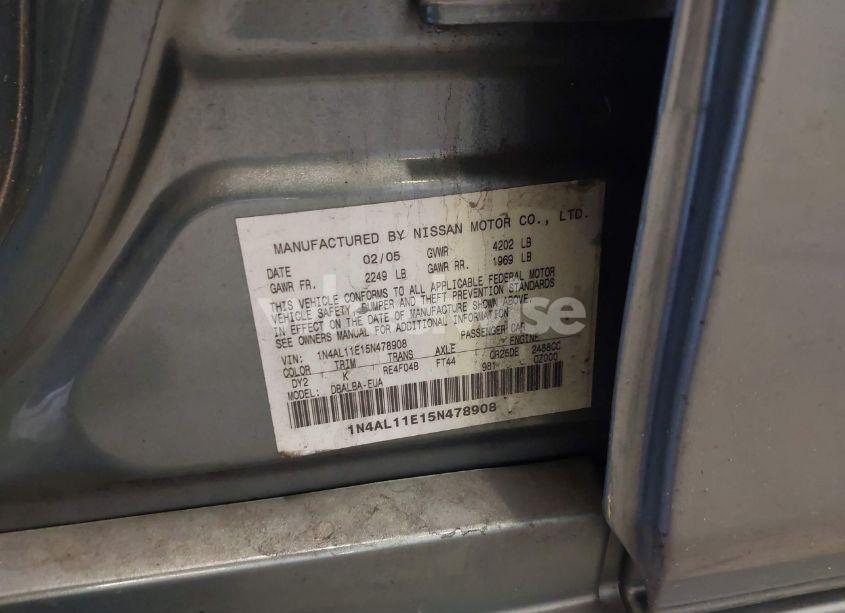 MANUFACTURED BY NISSAN MOTOR CO., LTD.
DATE 02/05 GVWR 4202 LB
GAWR FR. 2249 LB GAWR RR. 1969 LB
THIS VEHICLE CONFORMS TO ALL APPLICABLE FEDERAL MOTOR
VEHICLE SAFETY, BUMPER AND THEFT PREVENTION STANDARDS
IN EFFECT ON THE DATE OF MANUFACTURE SHOWN ABOVE.
SEE OWNERS MANUAL FOR ADDITIONAL INFORMATION
VIN: 1N4AL11E15N478908 PASSENGER CAR
COLOR TRIM TRANS AXLE ENGINE
DY2 K RE4F04B FT44 QR25DE 2488CC
MODEL: DBALBA-EUA 981 0Z000
1N4AL11E15N478908